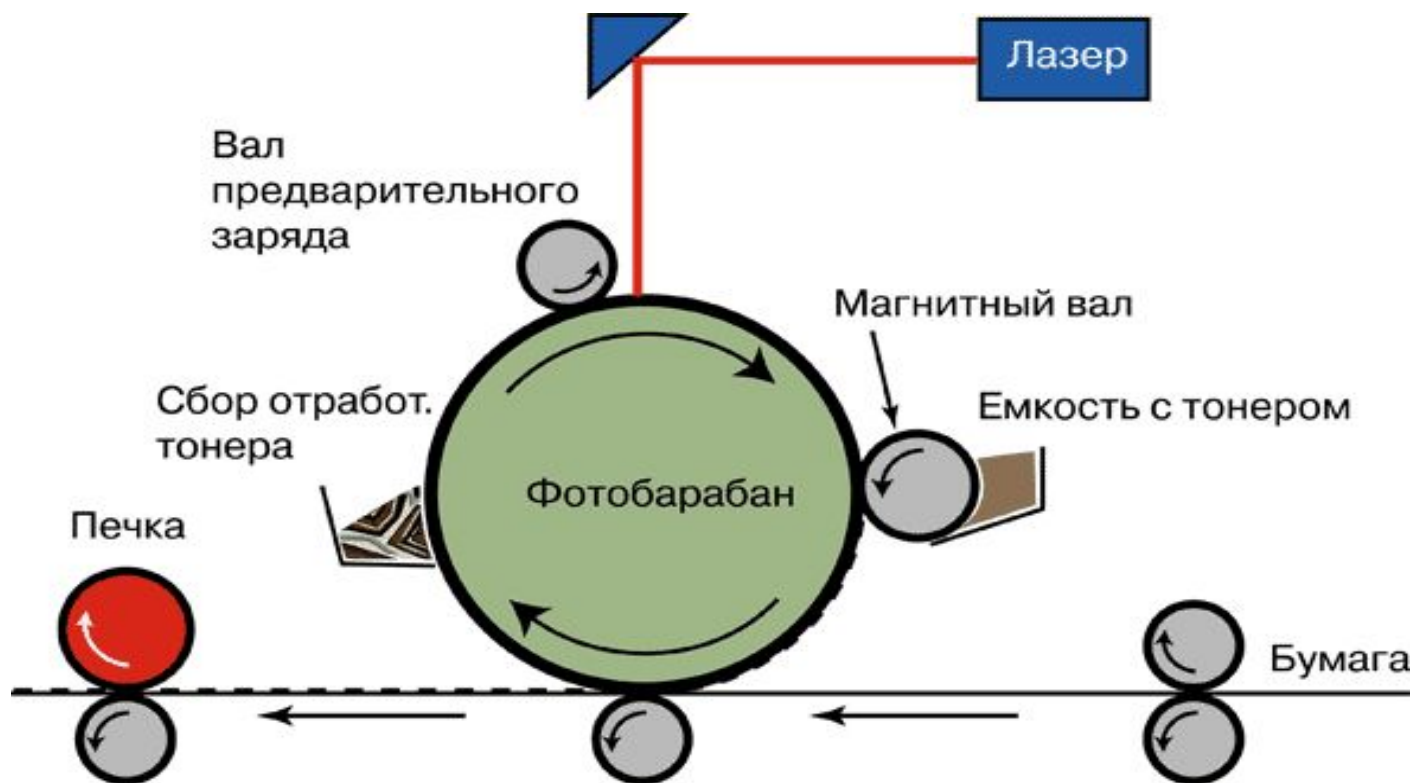 Лазер
Вал
предварительного
заряда
Магнитный вал
Сбор отработ.
тонера
Емкость с тонером
Фотобарабан
Печка
Бумага